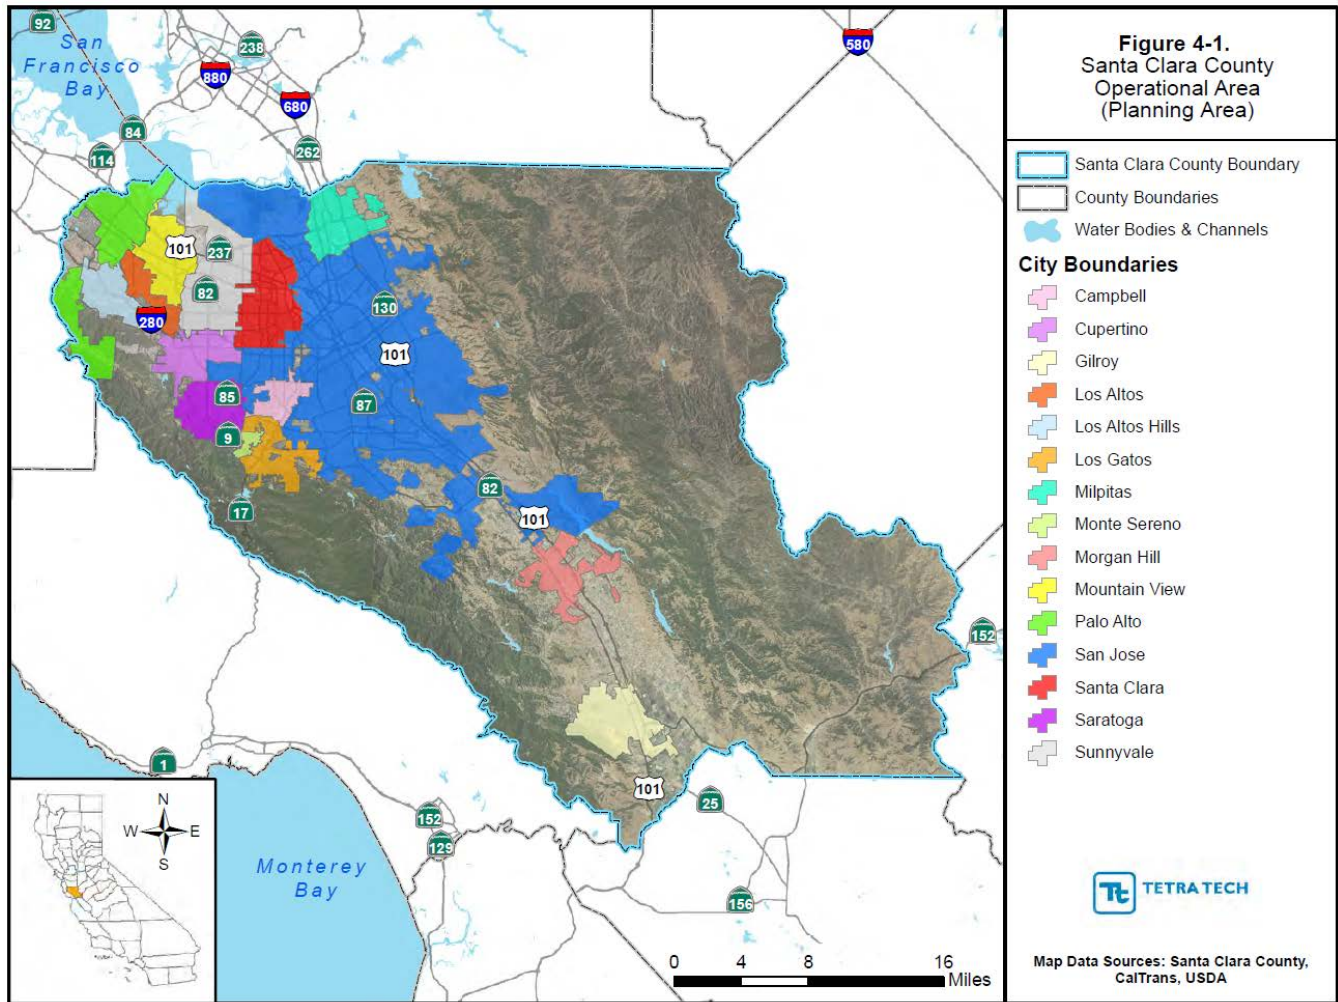 Figure 4-1.
Santa Clara County
Operational Area
(Planning Area)
Santa Clara County Boundary
County Boundaries
Water Bodies & Channels
City Boundaries
Campbell
Cupertino
Gilroy
Los Altos
Los Altos Hills
Los Gatos
Milpitas
Monte Sereno
Morgan Hill
Mountain View
Palo Alto
San Jose
Santa Clara
Saratoga
Sunnyvale
Tt TETRA TECH
Map Data Sources: Santa Clara County,
CalTrans, USDA
92
San
Francisco
Bay
238
880
580
680
84
114
262
101
237
82
280
130
101
85
87
9
17
82
101
152
1
101
25
152
129
156
Monterey
Bay
N
W E
S
0 4 8 16
Miles